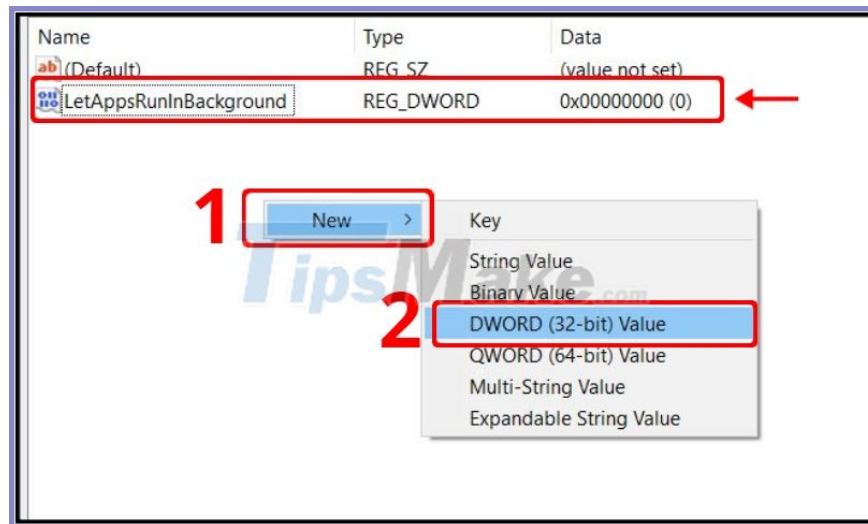 Name Type Data
(Default) REG_SZ (value not set)
LetAppsRunInBackground REG_DWORD 0x00000000 (0)
1 New > Key
String Value
Binary Value
2 DWORD (32-bit) Value
QWORD (64-bit) Value
Multi-String Value
Expandable String Value
TipsMake.com